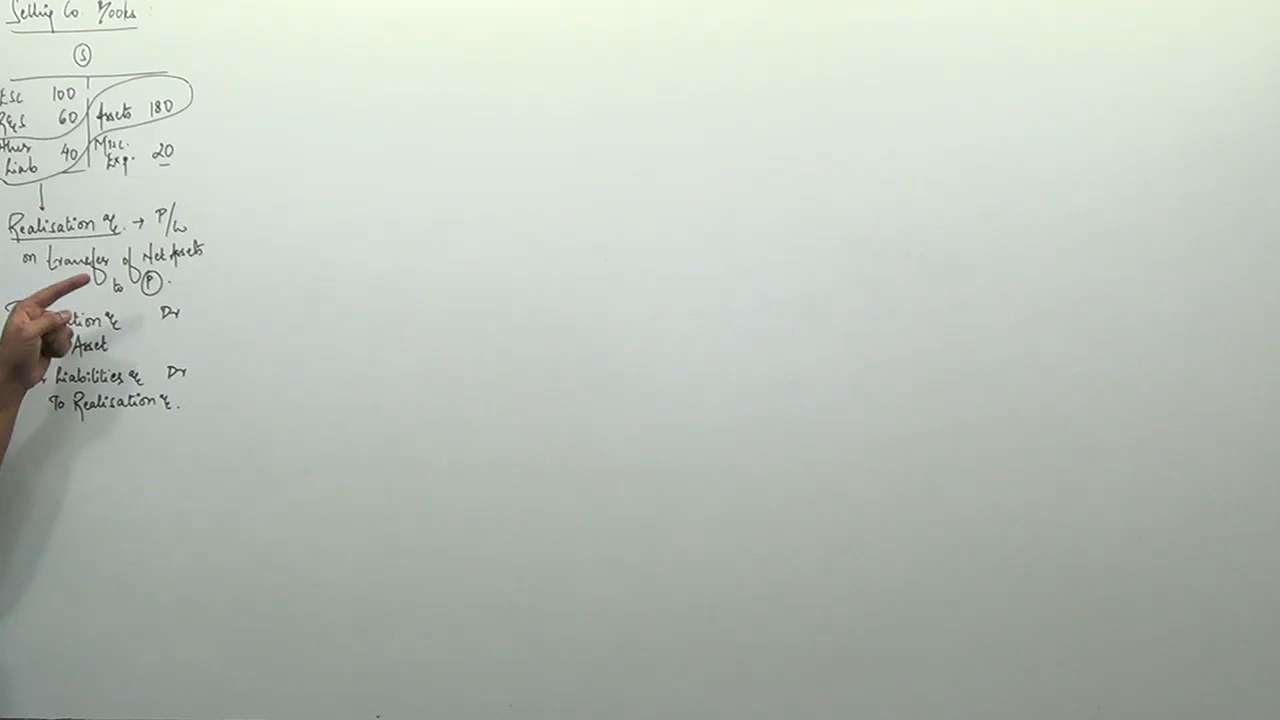 Selling Co. Books
S
ESC 100
R&S 60 Assets 180
Other Liab 40 Misc. Exp. 20
Realisation a/c. → P/L
on transfer of Net Assets
to P.
tion a/c Dr
Asset
Liabilities a/c Dr
To Realisation a/c.